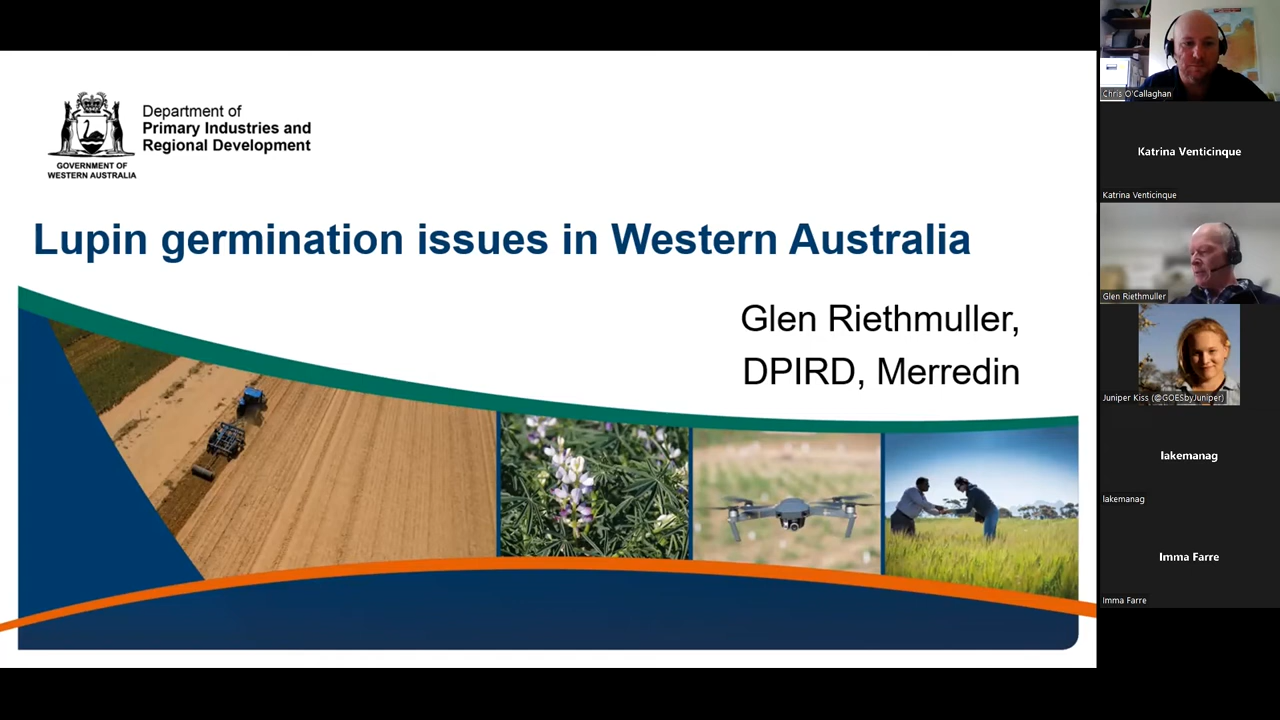 Department of
Primary Industries and
Regional Development
GOVERNMENT OF
WESTERN AUSTRALIA
Lupin germination issues in Western Australia
Glen Riethmuller,
DPIRD, Merredin
Chris O'Callaghan
Katrina Venticinque
Katrina Venticinque
Glen Riethmuller
Juniper Kiss (@GOESbyJuniper)
lakemanag
lakemanag
Imma Farre
Imma Farre